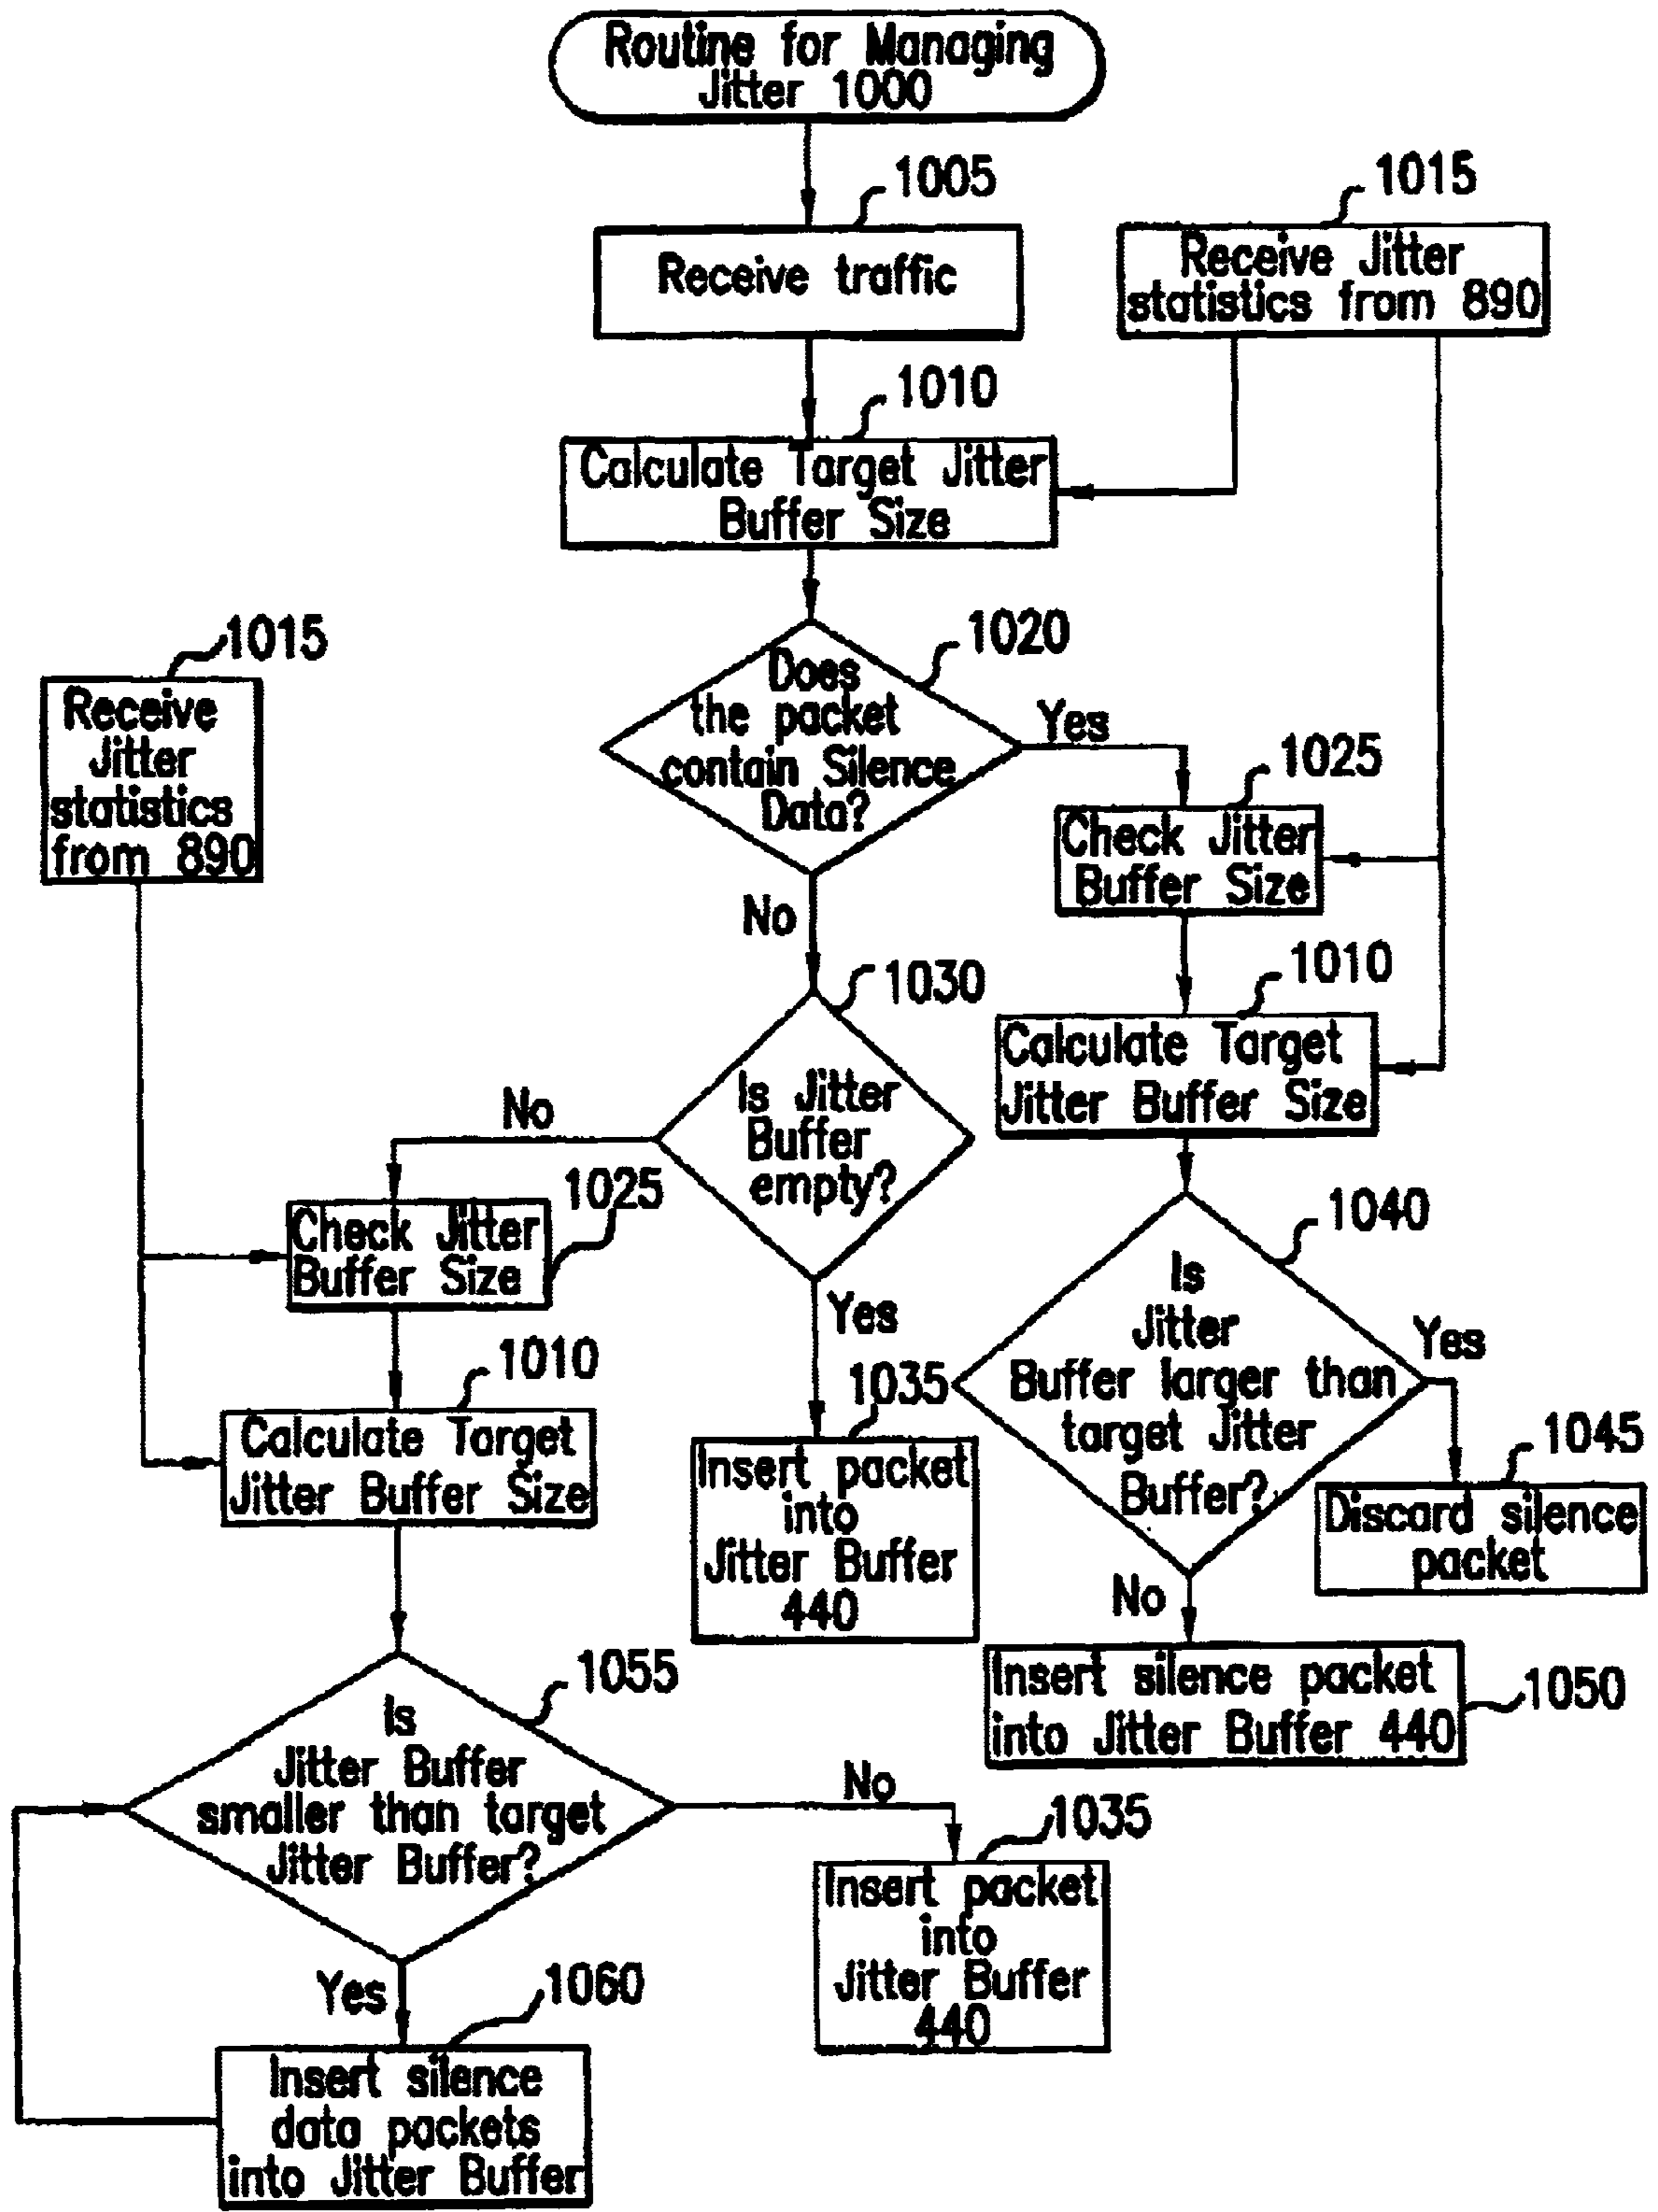 Routine for Managing
Jitter 1000
1005
Receive traffic
1015
Receive Jitter
statistics from 890
1010
Calculate Target Jitter
Buffer Size
1020
Does
the packet
contain Silence
Data?
Yes
No
1015
Receive
Jitter
statistics
from 890
1025
Check Jitter
Buffer Size
1010
Calculate Target
Jitter Buffer Size
1030
Is Jitter
Buffer
empty?
No
Yes
1025
Check Jitter
Buffer Size
1010
Calculate Target
Jitter Buffer Size
1035
Insert packet
into
Jitter Buffer
440
1040
Is
Jitter
Buffer larger than
target Jitter
Buffer?
Yes
No
1045
Discard silence
packet
Insert silence packet
into Jitter Buffer 440
1050
1055
Is
Jitter Buffer
smaller than target
Jitter Buffer?
No
Yes
1035
Insert packet
into
Jitter Buffer
440
1060
Insert silence
data packets
into Jitter Buffer